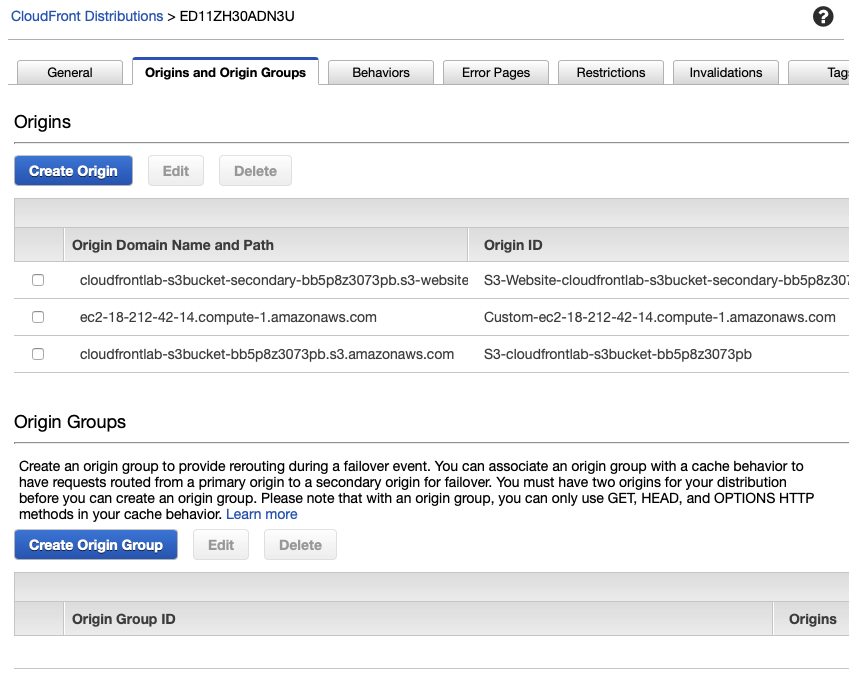 CloudFront Distributions > ED11ZH30ADN3U
?
General Origins and Origin Groups Behaviors Error Pages Restrictions Invalidations Tags
Origins
Create Origin Edit Delete
Origin Domain Name and Path Origin ID
cloudfrontlab-s3bucket-secondary-bb5p8z3073pb.s3-website S3-Website-cloudfrontlab-s3bucket-secondary-bb5p8z307
ec2-18-212-42-14.compute-1.amazonaws.com Custom-ec2-18-212-42-14.compute-1.amazonaws.com
cloudfrontlab-s3bucket-bb5p8z3073pb.s3.amazonaws.com S3-cloudfrontlab-s3bucket-bb5p8z3073pb
Origin Groups
Create an origin group to provide rerouting during a failover event. You can associate an origin group with a cache behavior to
have requests routed from a primary origin to a secondary origin for failover. You must have two origins for your distribution
before you can create an origin group. Please note that with an origin group, you can only use GET, HEAD, and OPTIONS HTTP
methods in your cache behavior. Learn more
Create Origin Group Edit Delete
Origin Group ID Origins